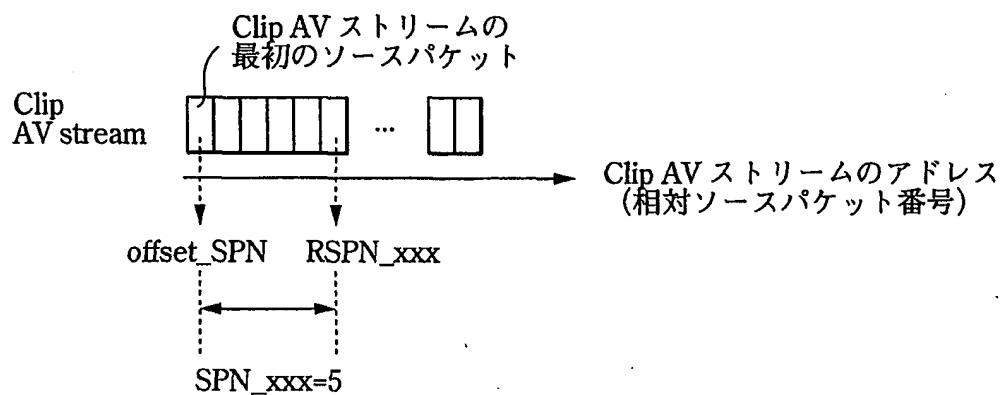 Clip AV ストリームの
最初のソースパケット
Clip
AV stream
...
Clip AV ストリームのアドレス
(相対ソースパケット番号)
offset_SPN RSPN_xxx
SPN_xxx=5